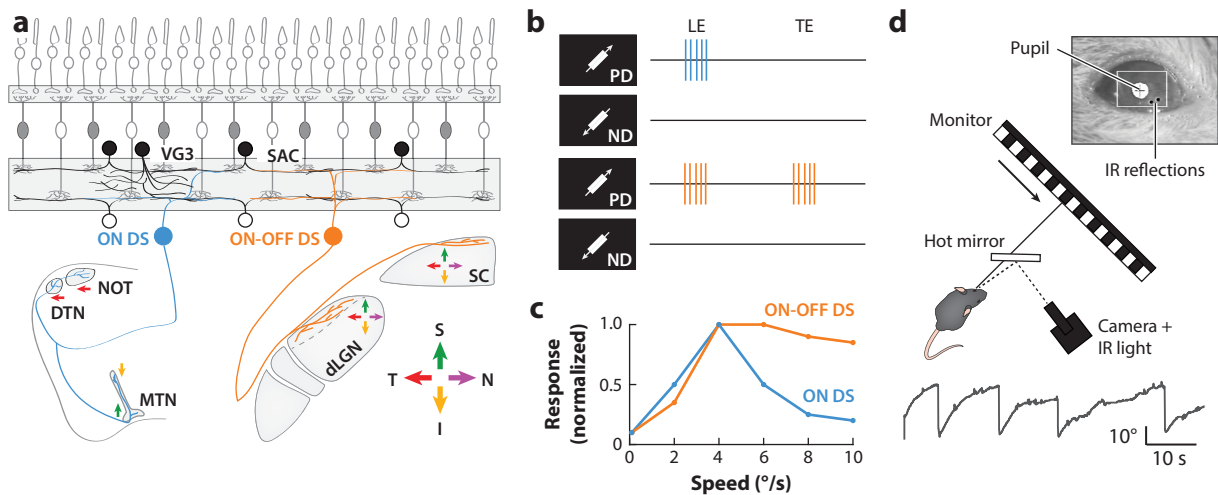 a
VG3
SAC
ON DS
ON-OFF DS
NOT
DTN
MTN
SC
dLGN
S
T
N
I
b
LE
TE
PD
ND
PD
ND
c
Response
(normalized)
1.0
0.5
0
0
2
4
6
8
10
ON-OFF DS
ON DS
Speed (°/s)
d
Pupil
Monitor
IR reflections
Hot mirror
Camera +
IR light
10°
10 s